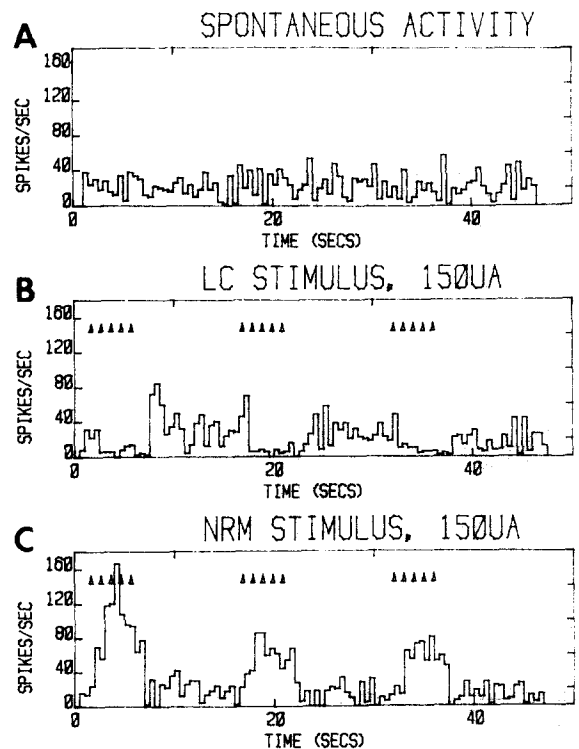 A SPONTANEOUS ACTIVITY
SPIKES/SEC
160
120
80
40
0
0 20 40
TIME (SECS)
B LC STIMULUS, 150UA
SPIKES/SEC
160
120
80
40
0
0 20 40
TIME (SECS)
C NRM STIMULUS, 150UA
SPIKES/SEC
160
120
80
40
0
0 20 40
TIME (SECS)